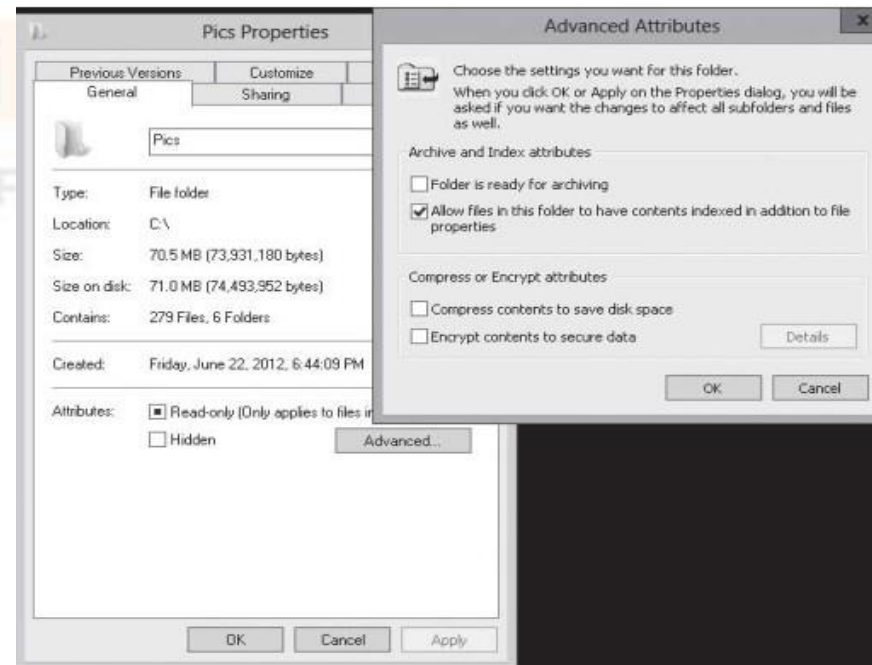 Pics Properties
Previous Versions
Customize
General
Sharing
Pics
Type: File folder
Location: C:\
Size: 70.5 MB (73,931,180 bytes)
Size on disk: 71.0 MB (74,493,952 bytes)
Contains: 279 Files, 6 Folders
Created: Friday, June 22, 2012, 6:44:09 PM
Attributes: Read-only (Only applies to files in
Hidden
Advanced...
OK
Cancel
Apply
Advanced Attributes
x
Choose the settings you want for this folder.
When you click OK or Apply on the Properties dialog, you will be
asked if you want the changes to affect all subfolders and files
as well.
Archive and Index attributes
Folder is ready for archiving
Allow files in this folder to have contents indexed in addition to file
properties
Compress or Encrypt attributes
Compress contents to save disk space
Encrypt contents to secure data
Details
OK
Cancel